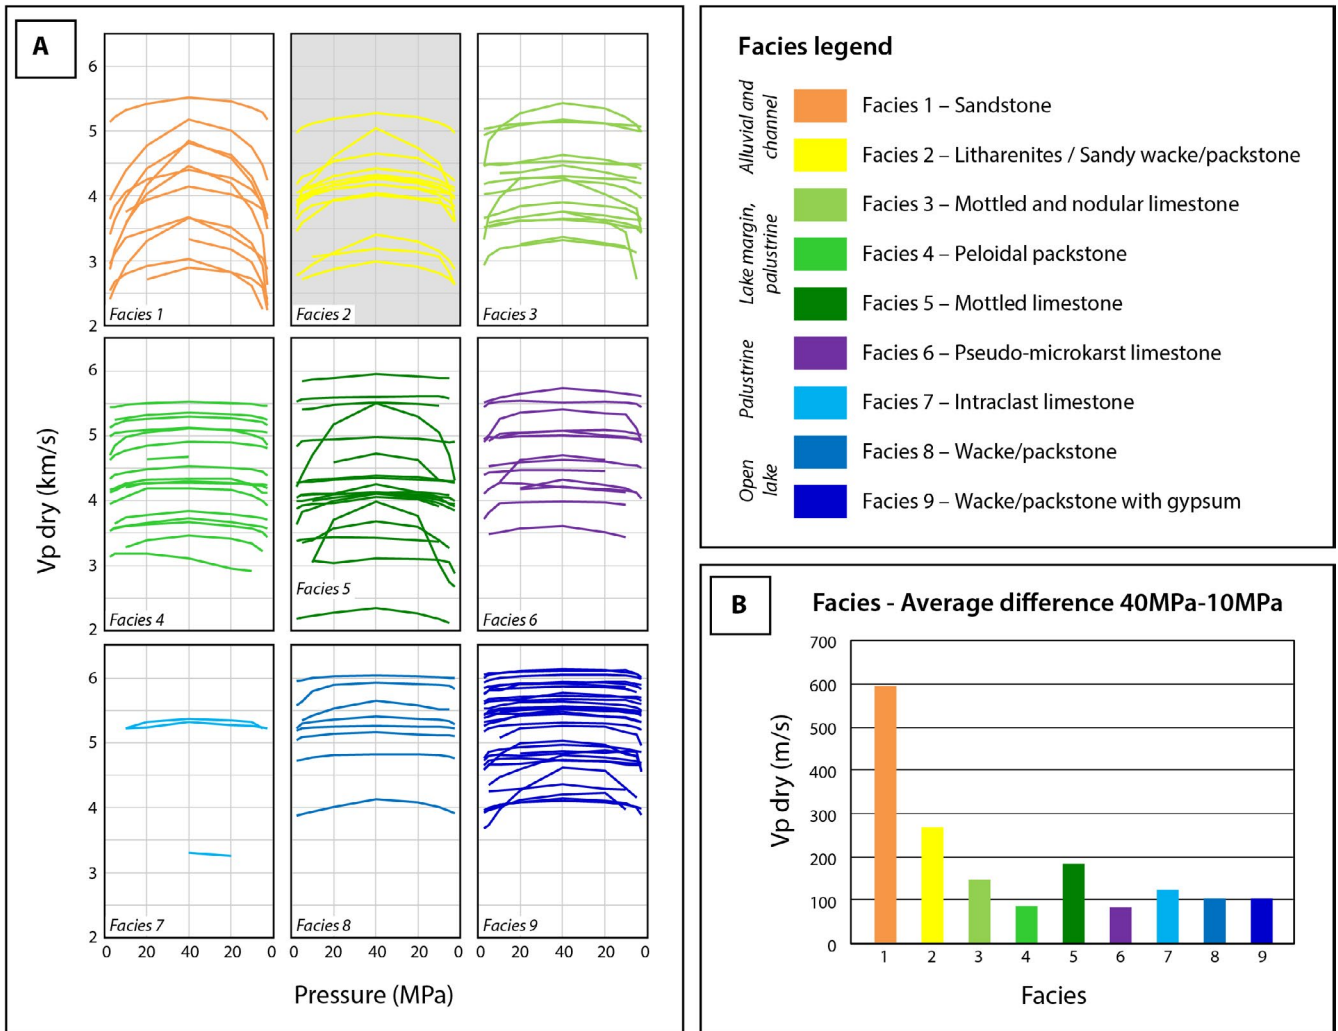 A
6
5
4
3
2
Facies 1
Facies 2
Facies 3
6
5
4
3
2
Facies 4
Facies 5
Facies 6
6
5
4
3
2
Facies 7
Facies 8
Facies 9
0 20 40 20 0
0 20 40 20 0
0 20 40 20 0
Vp dry (km/s)
Pressure (MPa)
Facies legend
Alluvial and
channel
Facies 1 – Sandstone
Facies 2 – Litharenites / Sandy wacke/packstone
Lake margin,
palustrine
Facies 3 – Mottled and nodular limestone
Facies 4 – Peloidal packstone
Facies 5 – Mottled limestone
Palustrine
Facies 6 – Pseudo-microkarst limestone
Facies 7 – Intraclast limestone
Open
lake
Facies 8 – Wacke/packstone
Facies 9 – Wacke/packstone with gypsum
B
Facies - Average difference 40MPa-10MPa
700
600
500
400
300
200
100
0
Vp dry (m/s)
1 2 3 4 5 6 7 8 9
Facies